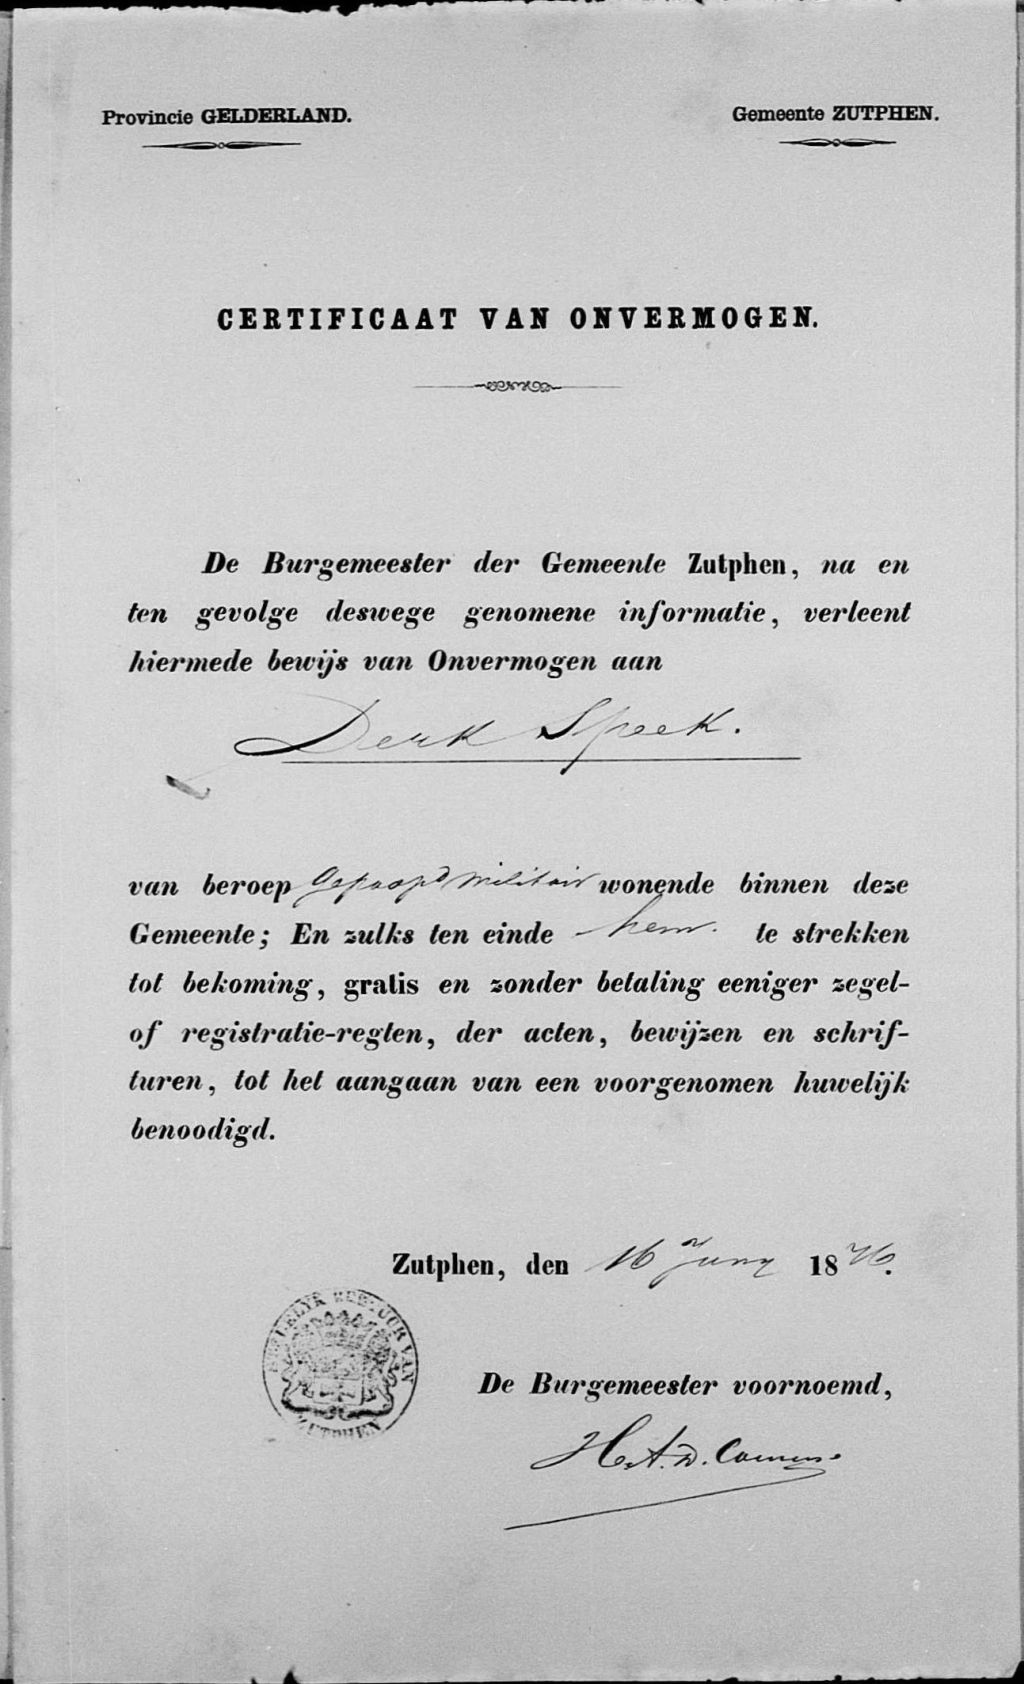 Provincie GELDERLAND.
Gemeente ZUTPHEN.
CERTIFICAAT VAN ONVERMOGEN.
De Burgemeester der Gemeente Zutphen, na en
ten gevolge deswege genomene informatie, verleent
hiermede bewijs van Onvermogen aan
Derk Speek.
van beroep Gepasp.d militair wonende binnen deze
Gemeente; En zulks ten einde hem te strekken
tot bekoming, gratis en zonder betaling eeniger zegel-
of registratie-regten, der acten, bewijzen en schrif-
turen, tot het aangaan van een voorgenomen huwelijk
benoodigd.
Zutphen, den 16 Juny 1876.
VAN
ZUTPHEN
De Burgemeester voornoemd,
H. A. D.